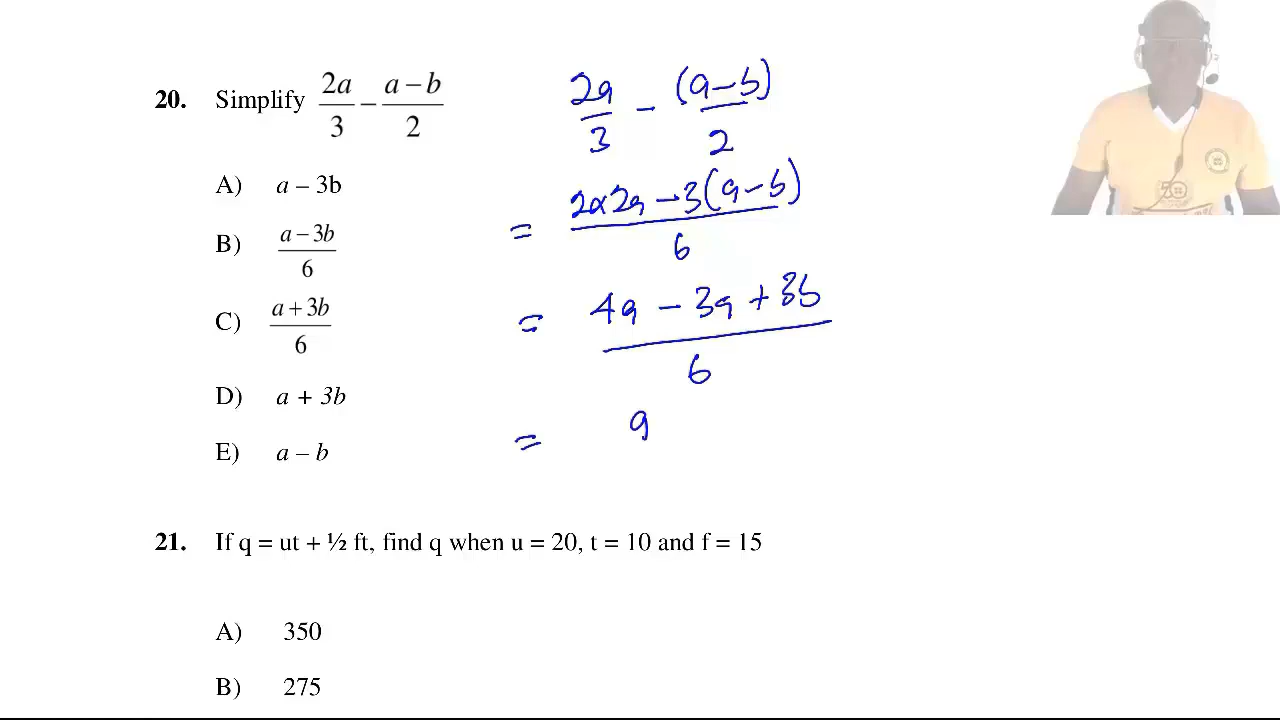 20. Simplify 2a/3 − a − b/2
A) a – 3b
B) a − 3b/6
C) a + 3b/6
D) a + 3b
E) a – b
2a/3 − (a − b)/2
= 2×2a − 3(a − b)/6
= 4a − 3a + 3b/6
= a
21. If q = ut + ½ ft, find q when u = 20, t = 10 and f = 15
A) 350
B) 275
50